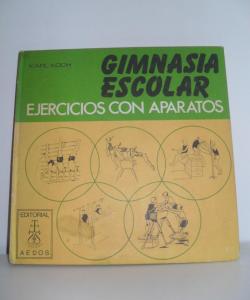 KARL KOCH
GIMNASIA
ESCOLAR
EJERCICIOS CON APARATOS
EDITORIAL
AEDOS